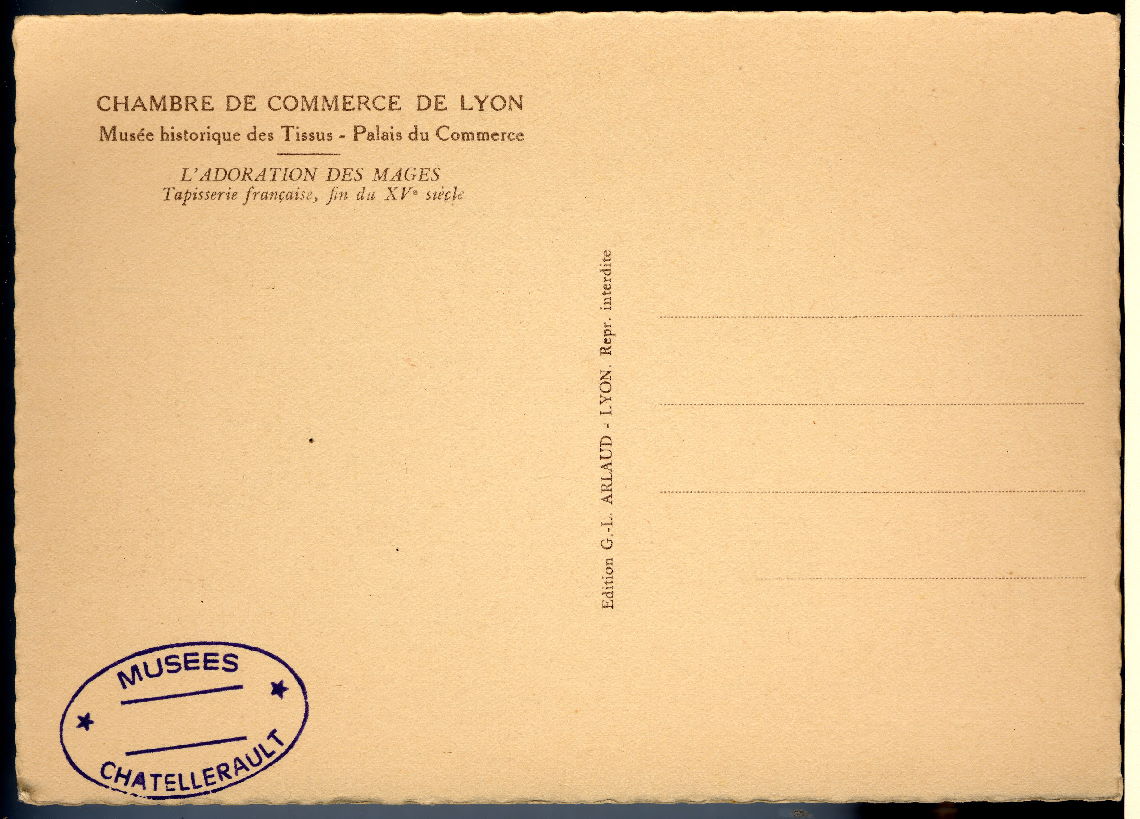 CHAMBRE DE COMMERCE DE LYON
Musée historique des Tissus - Palais du Commerce
L'ADORATION DES MAGES
Tapisserie française, fin du XVe siècle
Edition G.-L. ARLAUD - LYON. Repr. interdite
MUSEES
CHATELLERAULT